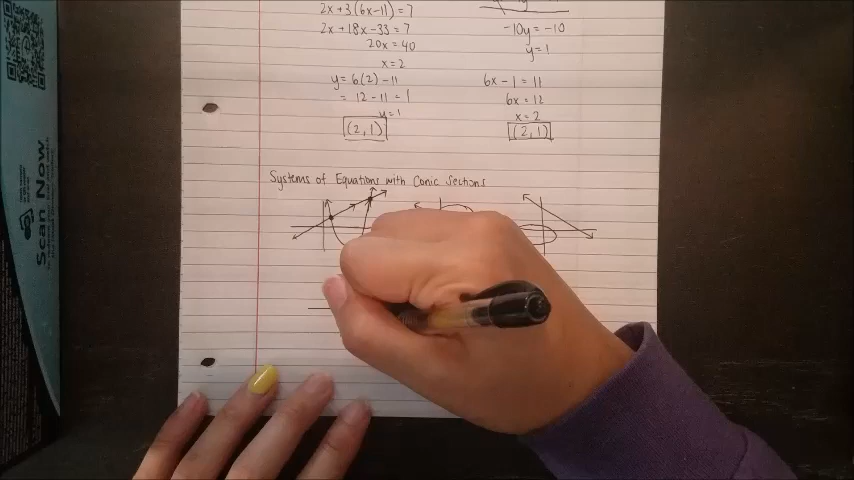 2x+3(6x-11)=7
2x+18x-33=7
20x=40
x=2
y=6(2)-11
=12-11=1
y=1
(2,1)
-10y=-10
y=1
6x-1=11
6x=12
x=2
(2,1)
Systems of Equations with Conic Sections
Scan Now